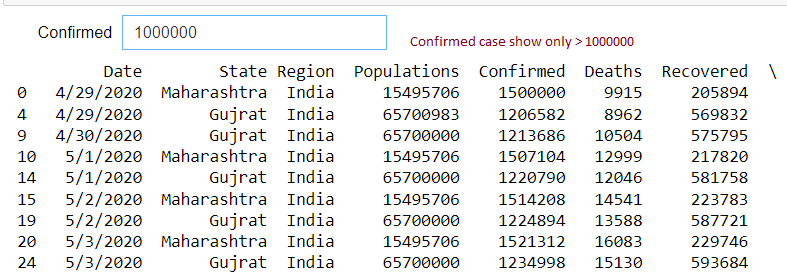 Confirmed 1000000
Confirmed case show only > 1000000
Date State Region Populations Confirmed Deaths Recovered \
0 4/29/2020 Maharashtra India 15495706 1500000 9915 205894
4 4/29/2020 Gujrat India 65700983 1206582 8962 569832
9 4/30/2020 Gujrat India 65700000 1213686 10504 575795
10 5/1/2020 Maharashtra India 15495706 1507104 12999 217820
14 5/1/2020 Gujrat India 65700000 1220790 12046 581758
15 5/2/2020 Maharashtra India 15495706 1514208 14541 223783
19 5/2/2020 Gujrat India 65700000 1224894 13588 587721
20 5/3/2020 Maharashtra India 15495706 1521312 16083 229746
24 5/3/2020 Gujrat India 65700000 1234998 15130 593684